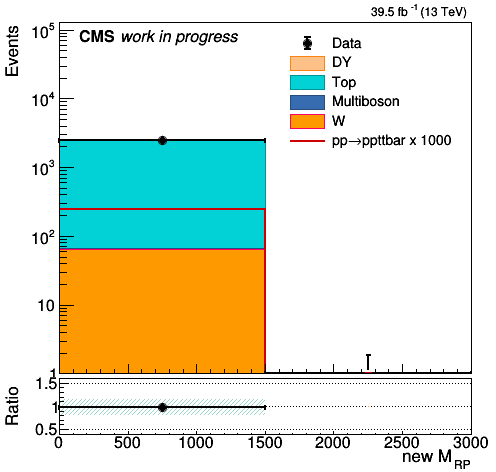 39.5 fb⁻¹ (13 TeV)
CMS work in progress
Events
10⁵
10⁴
10³
10²
10
1
Data
DY
Top
Multiboson
W
pp→ppttbar x 1000
Ratio
1.5
1
0.5
0 500 1000 1500 2000 2500 3000
new M_RP